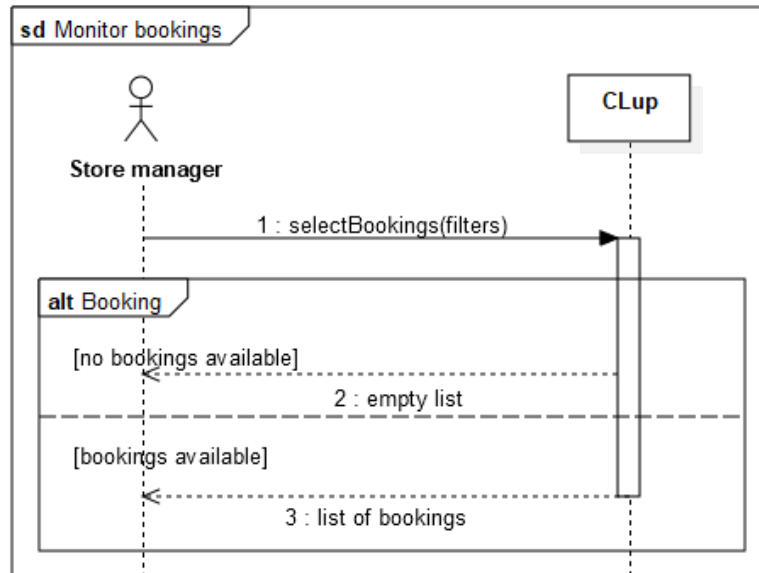 sd Monitor bookings
CLup
Store manager
1 : selectBookings(filters)
alt Booking
[no bookings available]
2 : empty list
[bookings available]
3 : list of bookings